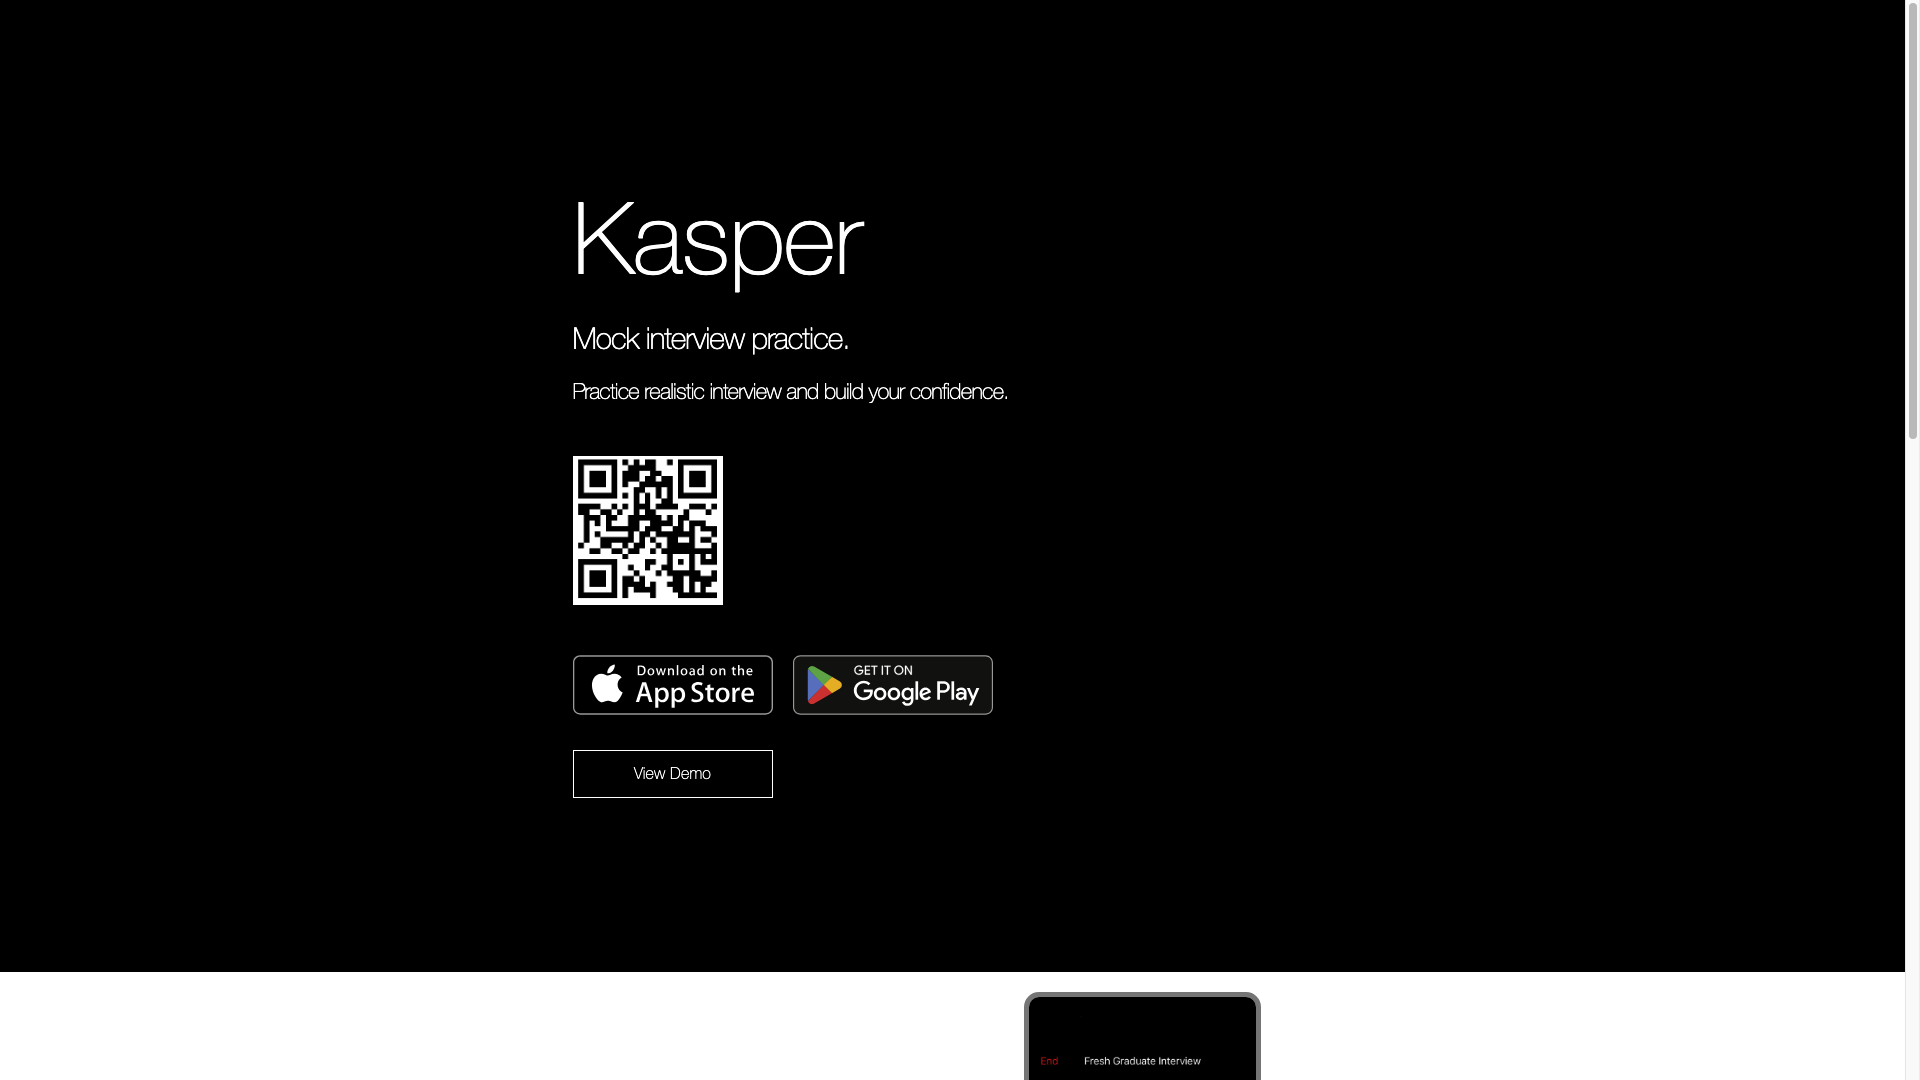 Kasper
Mock interview practice.
Practice realistic interview and build your confidence.
Download on the
App Store
GET IT ON
Google Play
View Demo
End
Fresh Graduate Interview